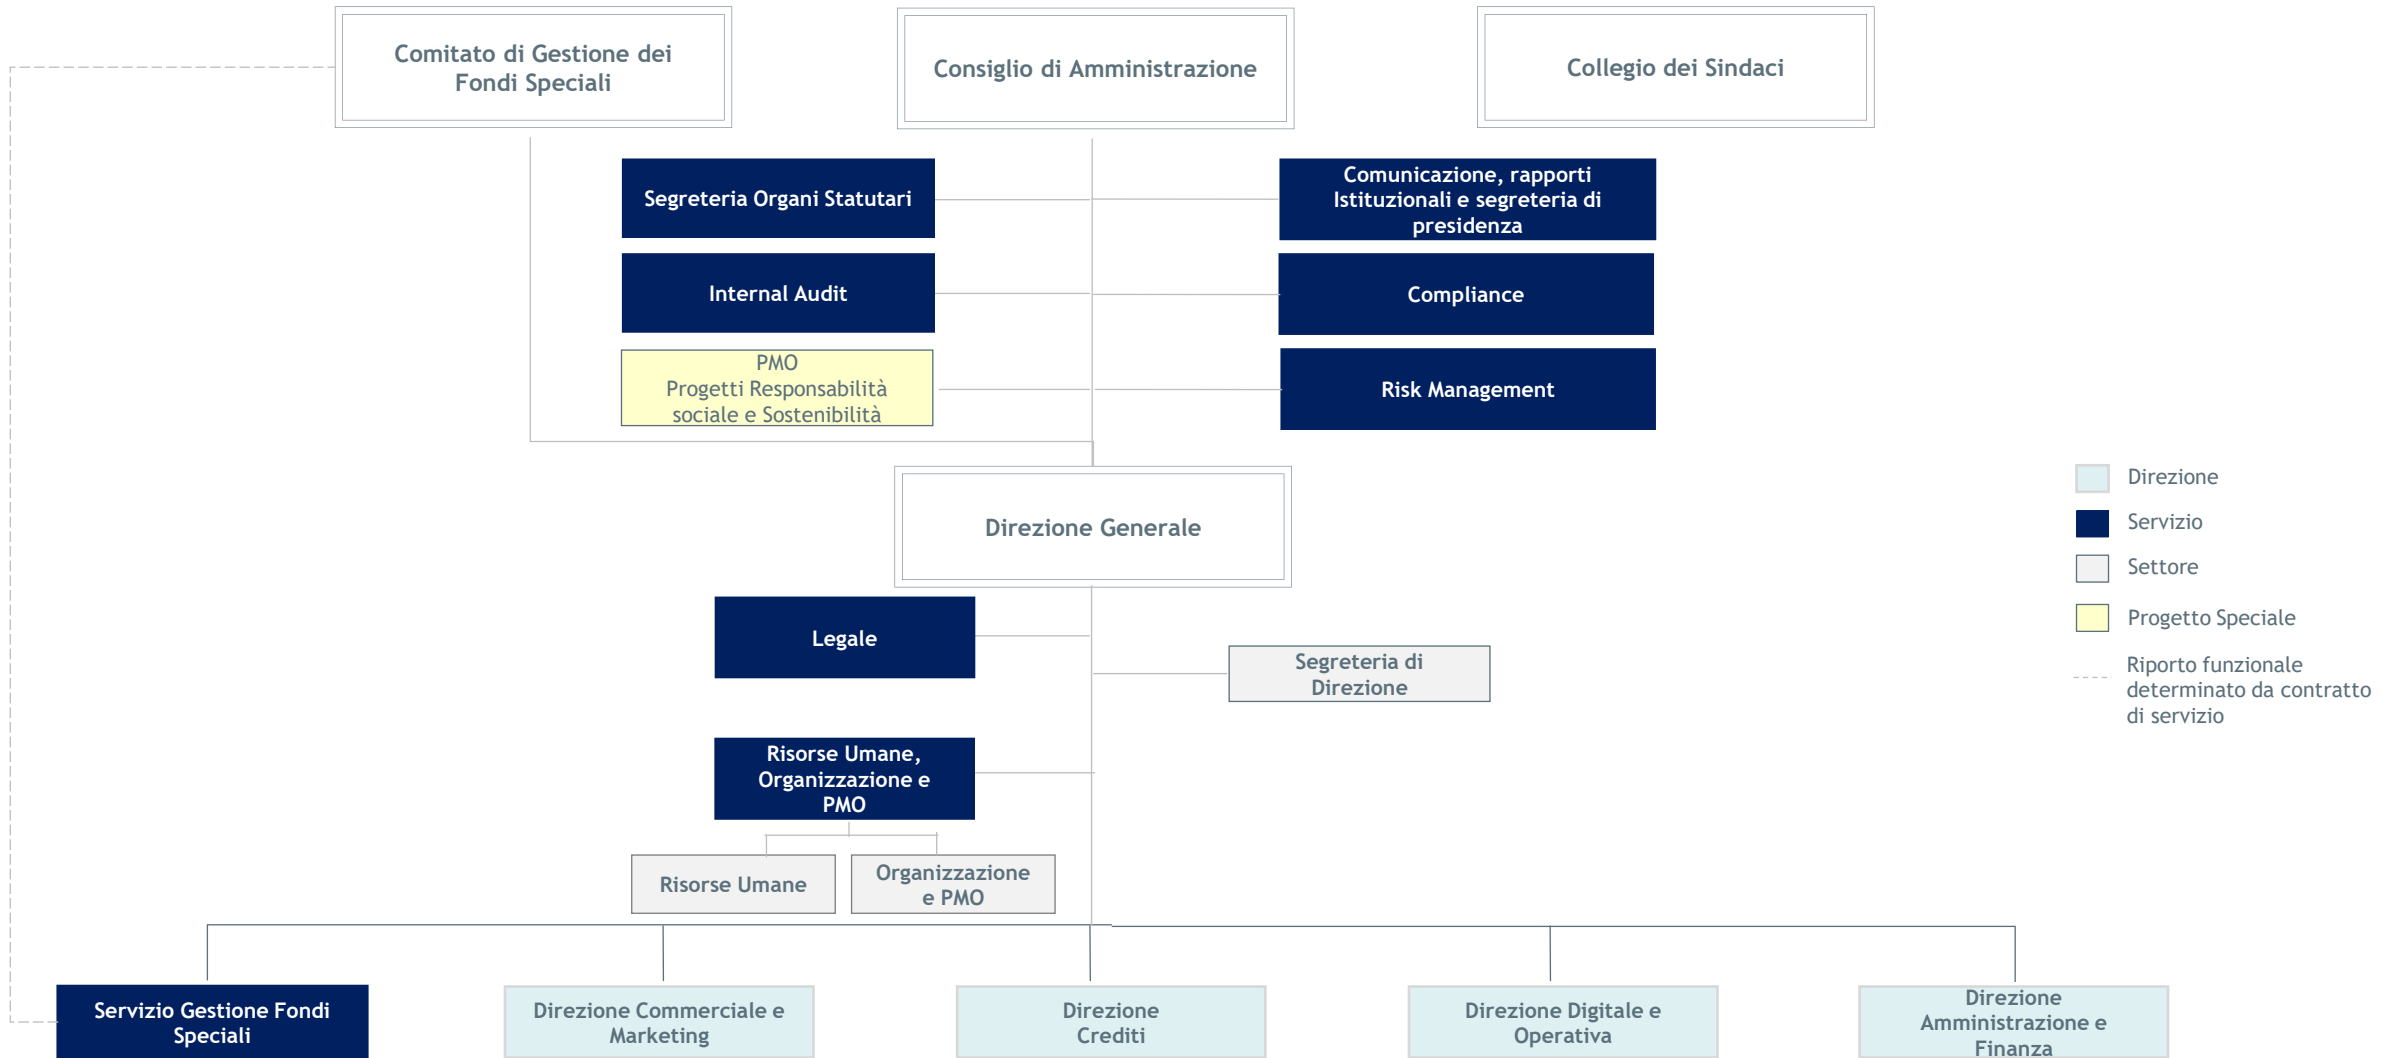 Comitato di Gestione dei
Fondi Speciali
Consiglio di Amministrazione
Collegio dei Sindaci
Segreteria Organi Statutari
Comunicazione, rapporti
Istituzionali e segreteria di
presidenza
Internal Audit
Compliance
PMO
Progetti Responsabilità
sociale e Sostenibilità
Risk Management
Direzione Generale
Direzione
Servizio
Settore
Progetto Speciale
Riporto funzionale
determinato da contratto
di servizio
Legale
Segreteria di
Direzione
Risorse Umane,
Organizzazione e
PMO
Risorse Umane
Organizzazione
e PMO
Servizio Gestione Fondi
Speciali
Direzione Commerciale e
Marketing
Direzione
Crediti
Direzione Digitale e
Operativa
Direzione
Amministrazione e
Finanza